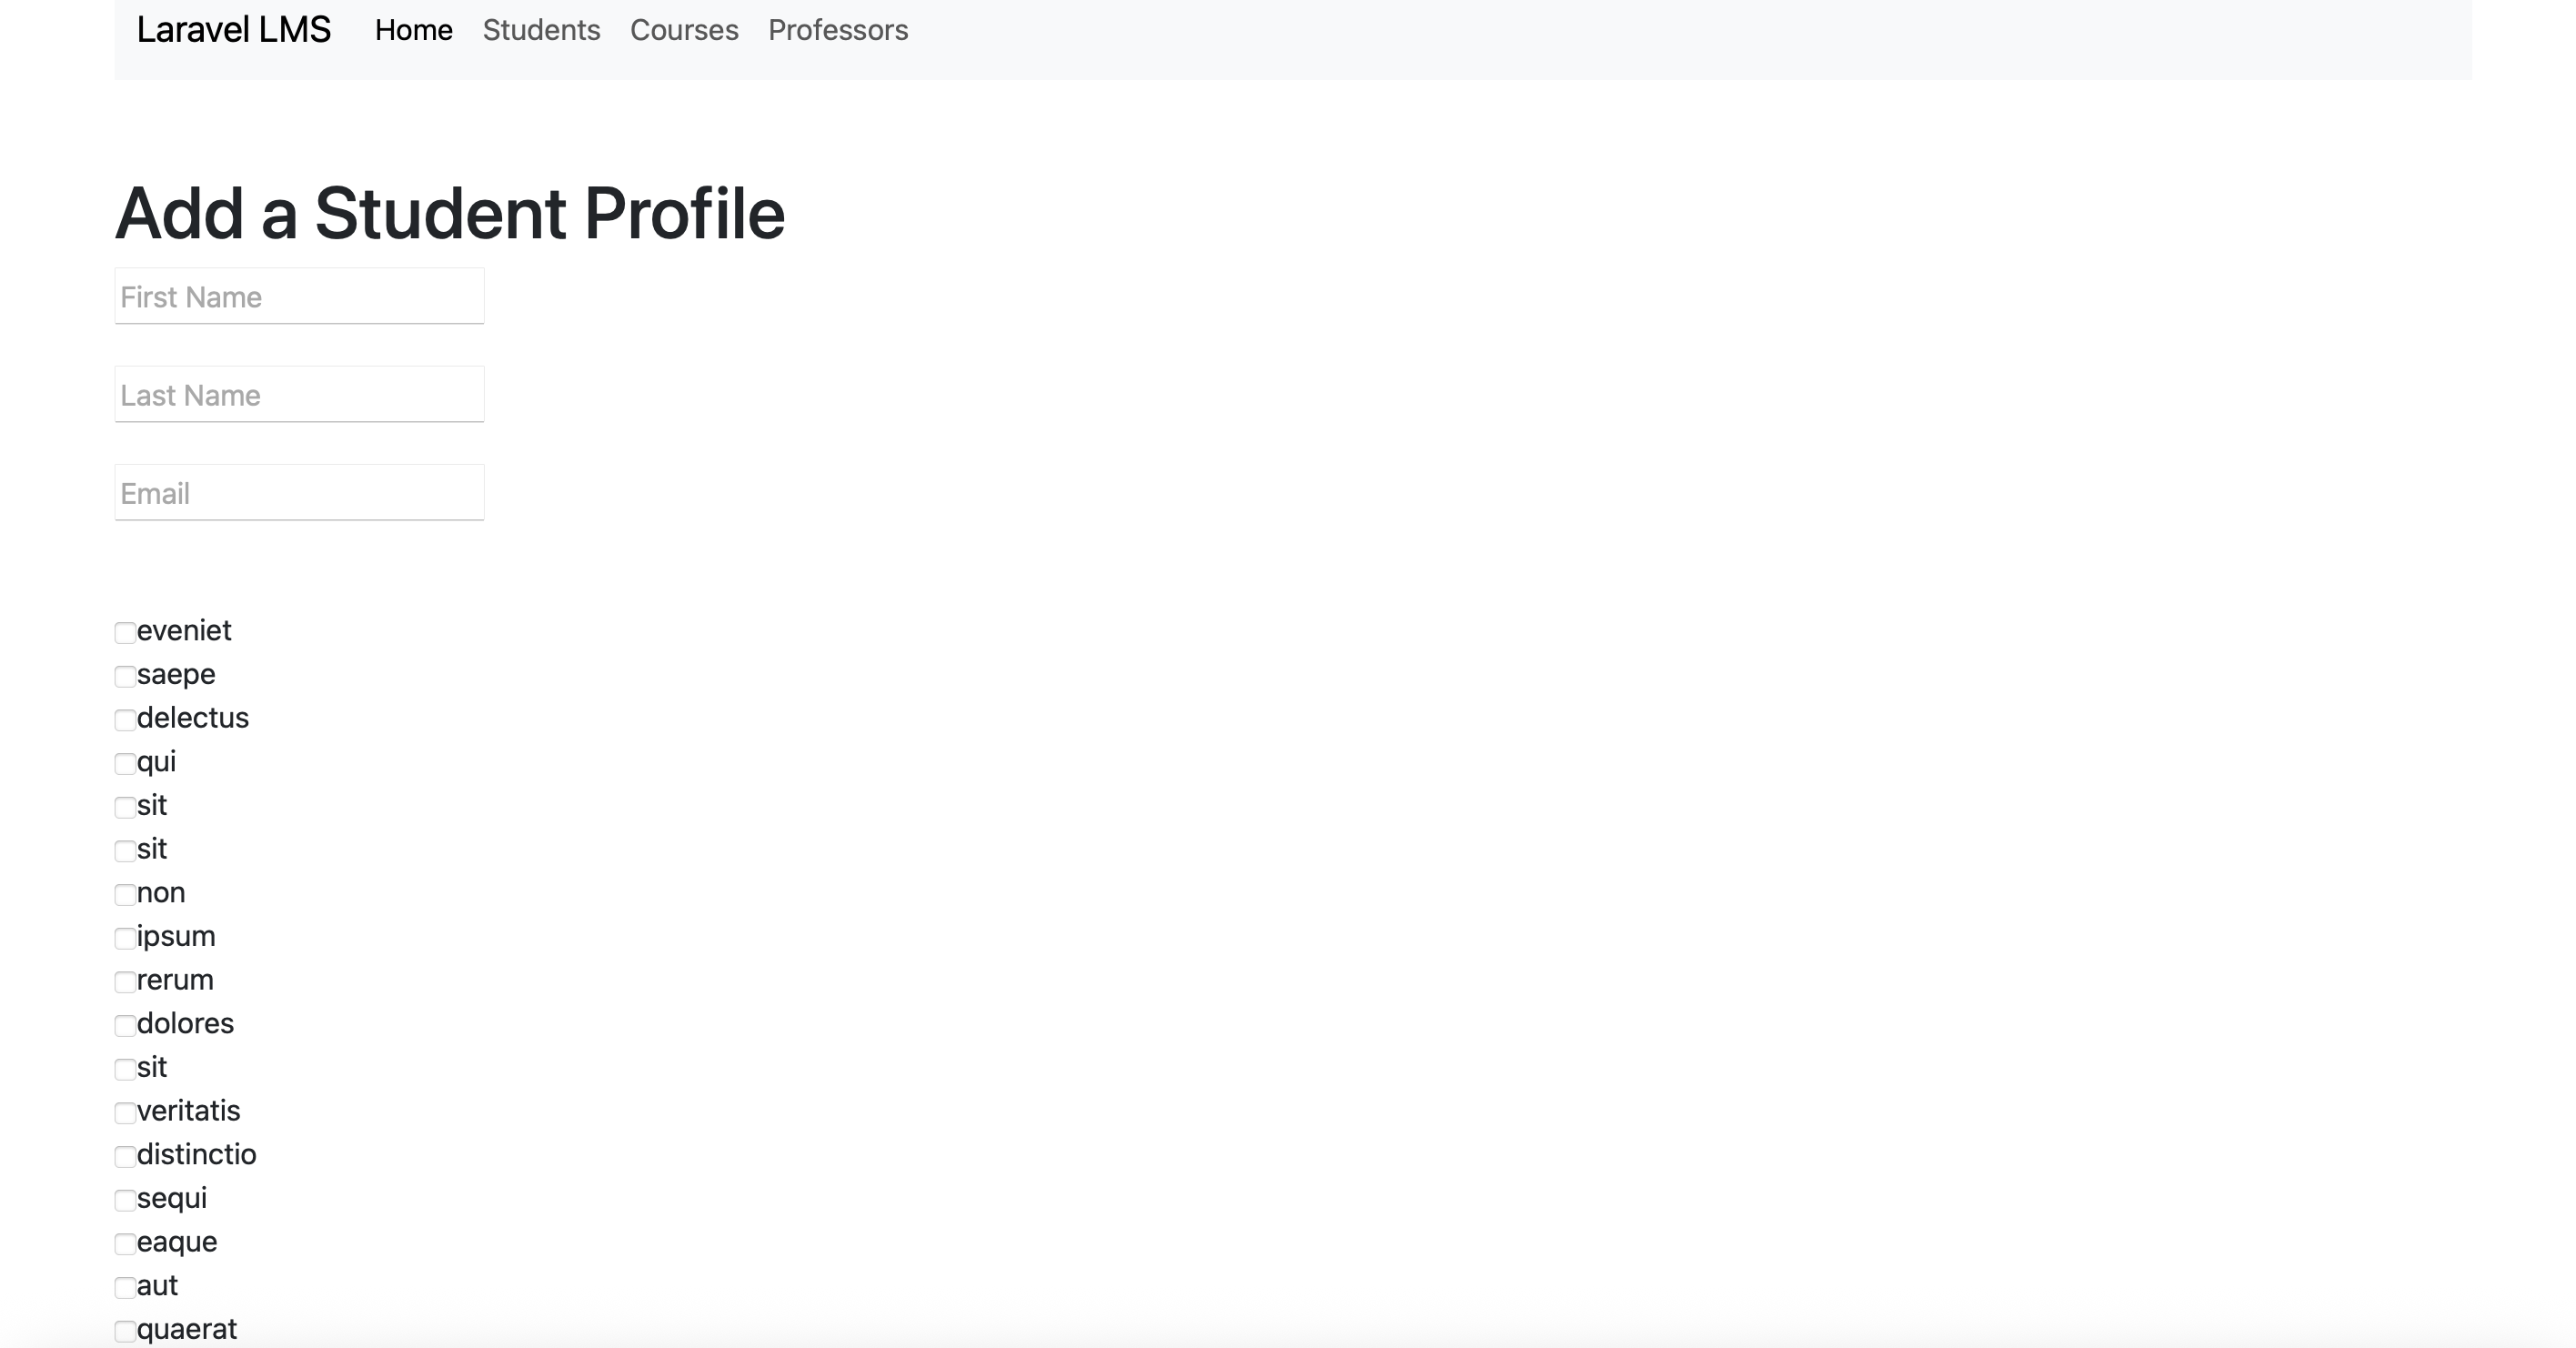 Laravel LMS Home Students Courses Professors
Add a Student Profile
First Name
Last Name
Email
eveniet
saepe
delectus
qui
sit
sit
non
ipsum
rerum
dolores
sit
veritatis
distinctio
sequi
eaque
aut
quaerat